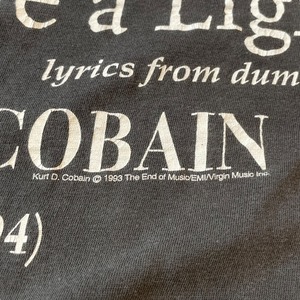 e a Lig
lyrics from dum
COBAIN
Kurt D. Cobain © 1993 The End of Music/EMI/Virgin Music Inc.
94)